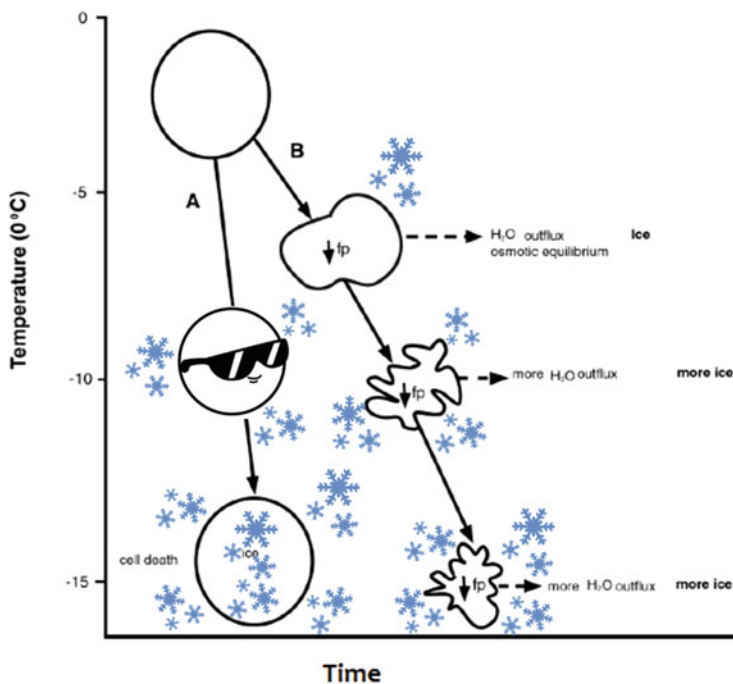 0
B
A
-5
fp
H₂O outflux
osmotic equilibrium
Ice
Temperature (0 °C)
-10
fp
more H₂O outflux
more ice
cell death
ice
-15
fp
more H₂O outflux
more ice
Time